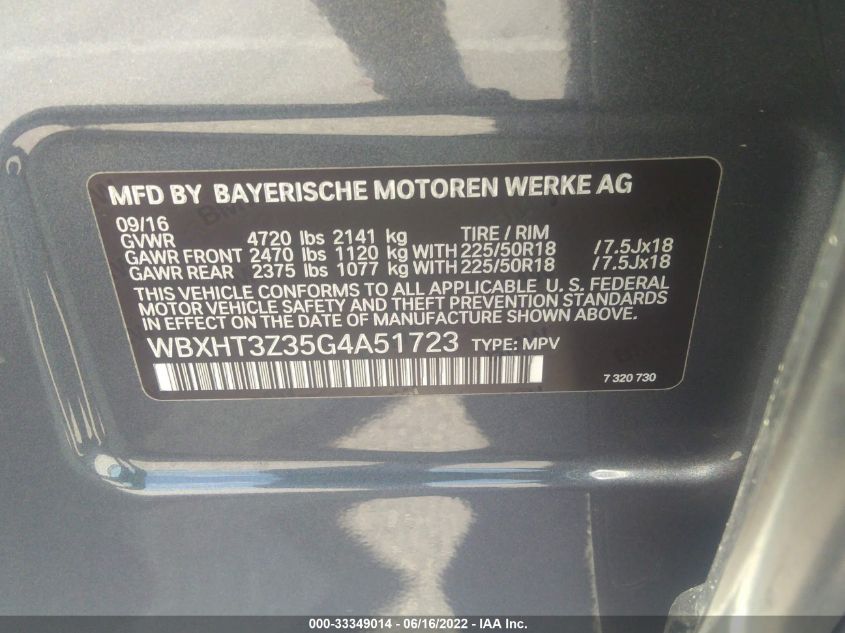 MFD BY BAYERISCHE MOTOREN WERKE AG
09/16
GVWR 4720 lbs 2141 kg TIRE / RIM
GAWR FRONT 2470 lbs 1120 kg WITH 225/50R18 / 7.5Jx18
GAWR REAR 2375 lbs 1077 kg WITH 225/50R18 / 7.5Jx18
THIS VEHICLE CONFORMS TO ALL APPLICABLE U. S. FEDERAL
MOTOR VEHICLE SAFETY AND THEFT PREVENTION STANDARDS
IN EFFECT ON THE DATE OF MANUFACTURE SHOWN ABOVE.
WBXHT3Z35G4A51723 TYPE: MPV
7 320 730
000-33349014 - 06/16/2022 - IAA Inc.